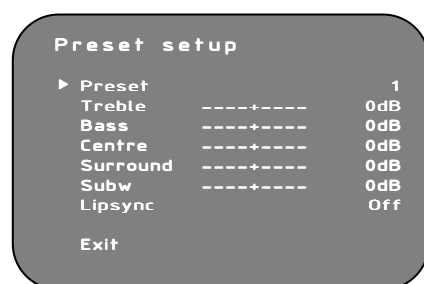 Preset setup
▶ Preset 1
Treble ----+---- 0dB
Bass ----+---- 0dB
Centre ----+---- 0dB
Surround ----+---- 0dB
Subw ----+---- 0dB
Lipsync Off
Exit